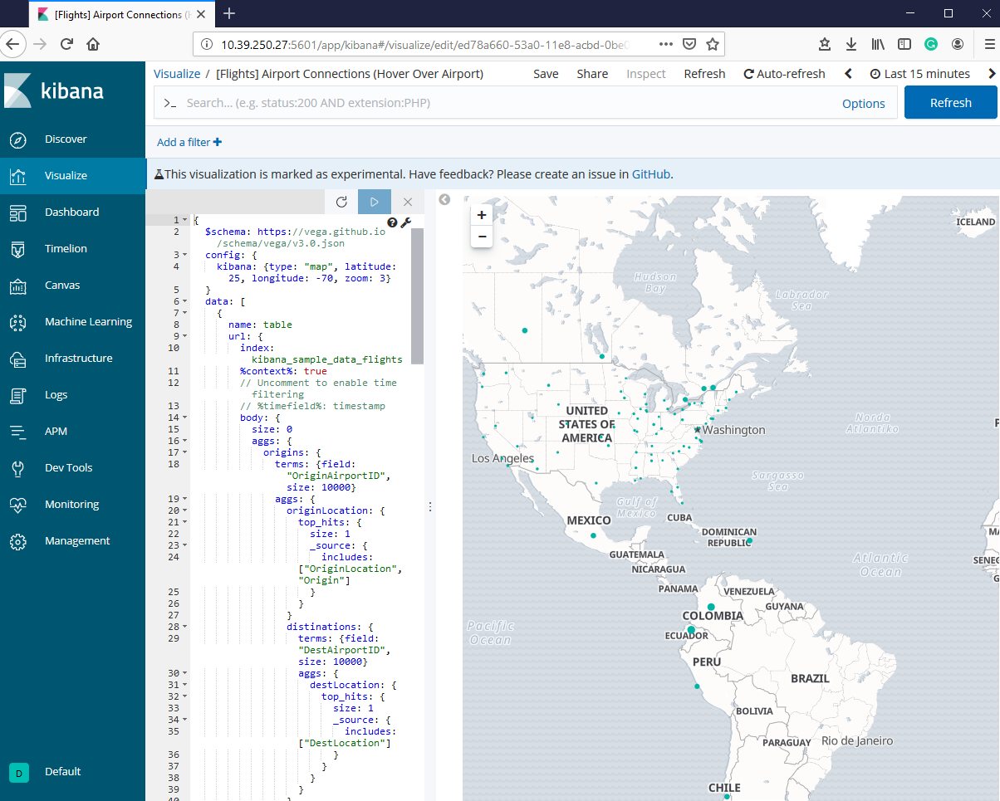 [Flights] Airport Connections (H
10.39.250.27:5601/app/kibana#/visualize/edit/ed78a660-53a0-11e8-acbd-0be0
kibana
Discover
Visualize
Dashboard
Timelion
Canvas
Machine Learning
Infrastructure
Logs
APM
Dev Tools
Monitoring
Management
D Default
Visualize / [Flights] Airport Connections (Hover Over Airport)
Save Share Inspect Refresh Auto-refresh Last 15 minutes
>_ Search... (e.g. status:200 AND extension:PHP) Options Refresh
Add a filter +
This visualization is marked as experimental. Have feedback? Please create an issue in GitHub.
1 {
2 $schema: https://vega.github.io
/schema/vega/v3.0.json
3 config: {
4 kibana: {type: "map", latitude:
25, longitude: -70, zoom: 3}
5 }
6 data: [
7 {
8 name: table
9 url: {
10 index:
kibana_sample_data_flights
11 %context%: true
12 // Uncomment to enable time
filtering
13 // %timefield%: timestamp
14 body: {
15 size: 0
16 aggs: {
17 origins: {
18 terms: {field:
"OriginAirportID",
size: 10000}
19 aggs: {
20 originLocation: {
21 top_hits: {
22 size: 1
23 _source: {
24 includes:
["OriginLocation",
"Origin"]
25 }
26 }
27 }
28 distinations: {
29 terms: {field:
"DestAirportID",
size: 10000}
30 aggs: {
31 destLocation: {
32 top_hits: {
33 size: 1
34 _source: {
35 includes:
["DestLocation"]
36 }
37 }
38 }
39 }
40 }
+
−
ICELAND
Hudson
Bay
Labrador
Sea
UNITED
STATES OF
AMERICA
Washington
Norda
Atlantiko
Los Angeles
Sargasso
Sea
Gulf of
Mexico
MEXICO
CUBA
DOMINICAN
REPUBLIC
GUATEMALA
NICARAGUA
Atlantic
Ocean
PANAMA
VENEZUELA
GUYANA
COLOMBIA
Pacific
Ocean
ECUADOR
PERU
BRAZIL
BOLIVIA
PARAGUAY
Rio de Janeiro
CHILE
MA
SENEG
G
P